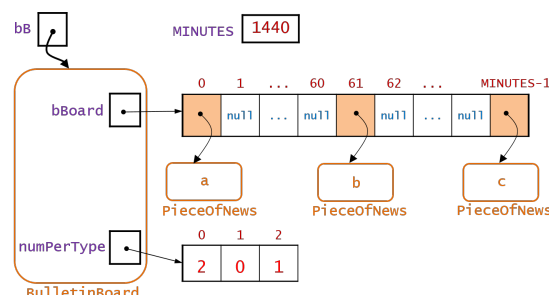 bB
MINUTES 1440
0 1 ... 60 61 62 ... MINUTES-1
bBoard
null ... null null ... null
a b c
PieceOfNews PieceOfNews PieceOfNews
0 1 2
numPerType
2 0 1
BulletinBoard